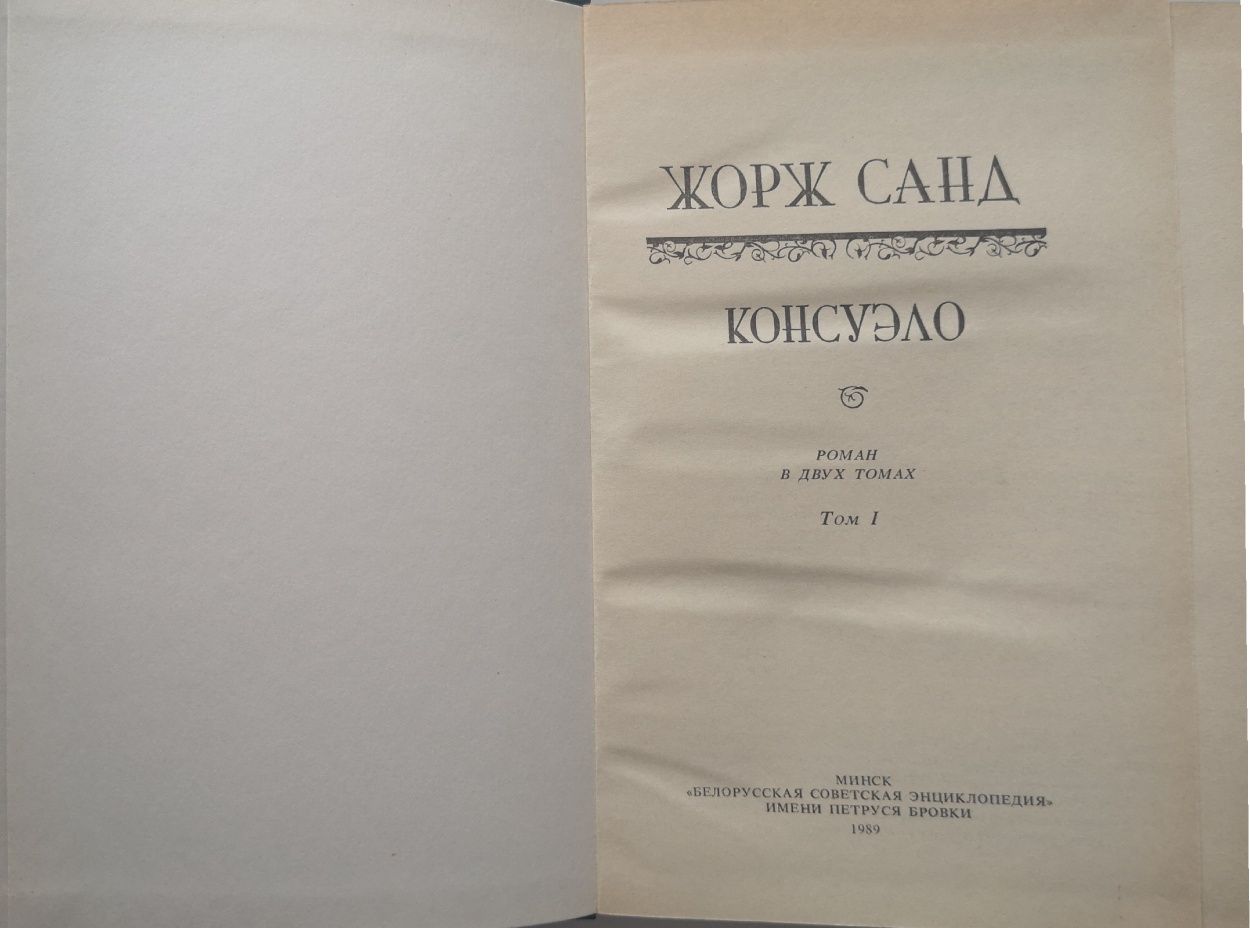 ЖОРЖ САНД
КОНСУЭЛО
РОМАН
В ДВУХ ТОМАХ
Том I
МИНСК
«БЕЛОРУССКАЯ СОВЕТСКАЯ ЭНЦИКЛОПЕДИЯ»
ИМЕНИ ПЕТРУСЯ БРОВКИ
1989